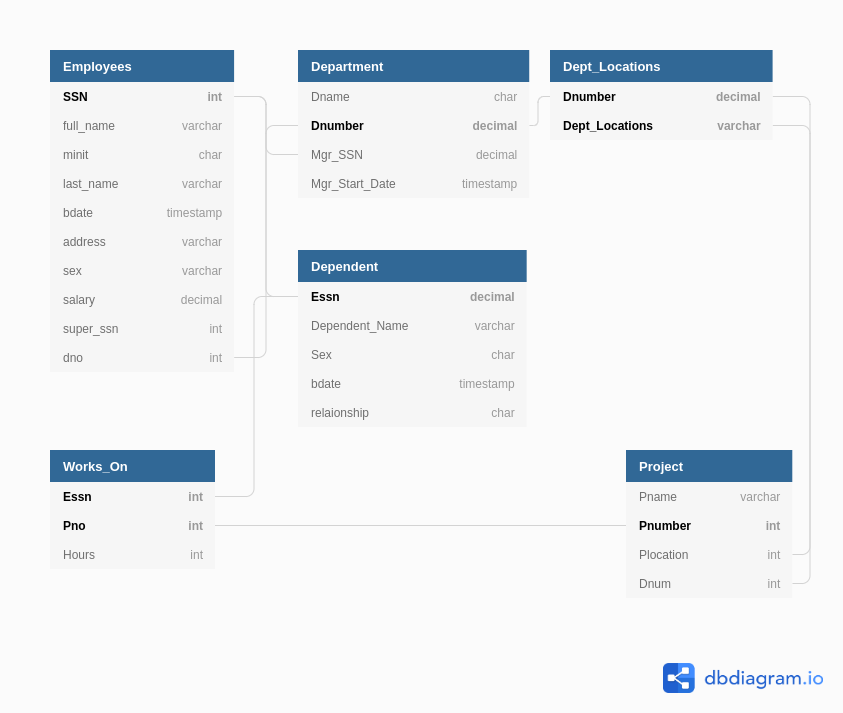 Employees
SSN int
full_name varchar
minit char
last_name varchar
bdate timestamp
address varchar
sex varchar
salary decimal
super_ssn int
dno int
Department
Dname char
Dnumber decimal
Mgr_SSN decimal
Mgr_Start_Date timestamp
Dept_Locations
Dnumber decimal
Dept_Locations varchar
Dependent
Essn decimal
Dependent_Name varchar
Sex char
bdate timestamp
relaionship char
Works_On
Essn int
Pno int
Hours int
Project
Pname varchar
Pnumber int
Plocation int
Dnum int
dbdiagram.io